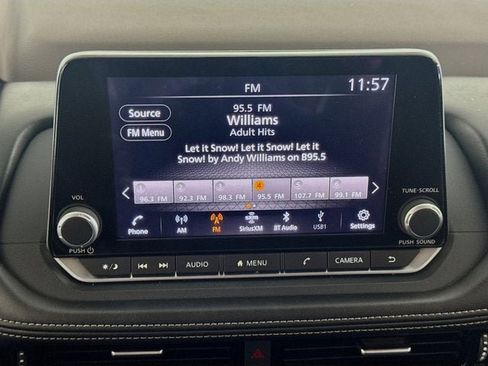 FM
11:57
Source
95.5 FM
Williams
FM Menu
Adult Hits
Let it Snow! Let it Snow! Let it
Snow! by Andy Williams on B95.5
VOL
TUNE·SCROLL
4
96.3 FM 92.3 FM 98.3 FM 95.5 FM 107.7 FM 99.1 FM
Phone AM FM SiriusXM BT Audio USB1 Settings
PUSH
PUSH SOUND
AUDIO MENU CAMERA